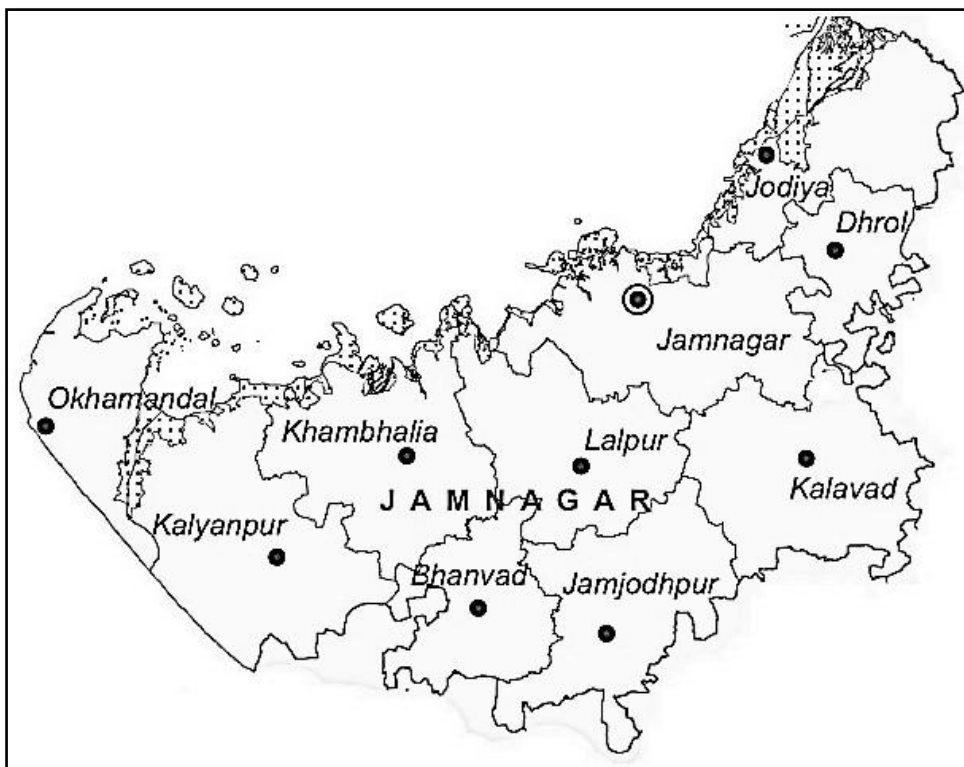 Jodiya
Dhrol
Jamnagar
Okhamandal
Khambhalia
Lalpur
Kalavad
JAMNAGAR
Kalyanpur
Bhanvad
Jamjodhpur